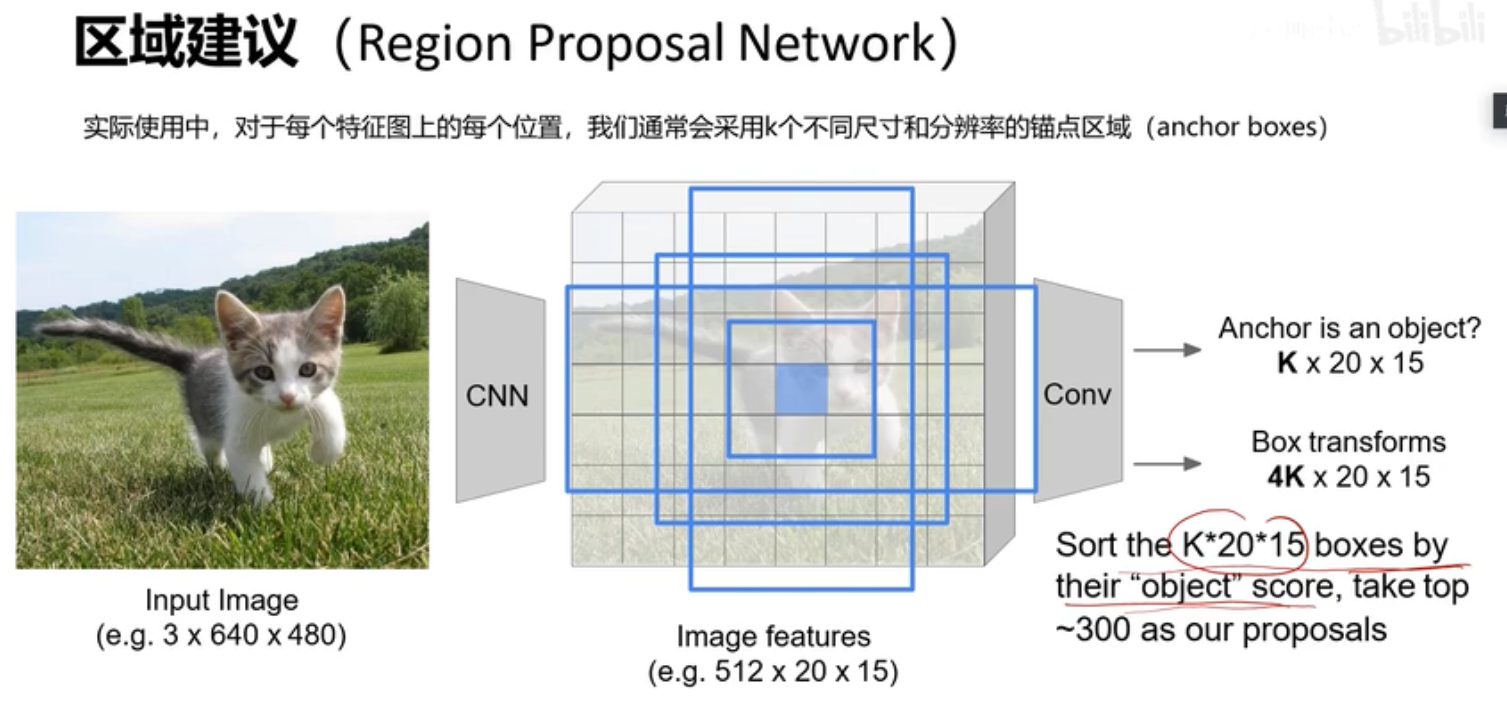 区域建议（Region Proposal Network）
bilibili
实际使用中，对于每个特征图上的每个位置，我们通常会采用k个不同尺寸和分辨率的锚点区域（anchor boxes）
CNN
Conv
Anchor is an object?
K x 20 x 15
Box transforms
4K x 20 x 15
Sort the K*20*15 boxes by
their “object” score, take top
~300 as our proposals
Input Image
(e.g. 3 x 640 x 480)
Image features
(e.g. 512 x 20 x 15)